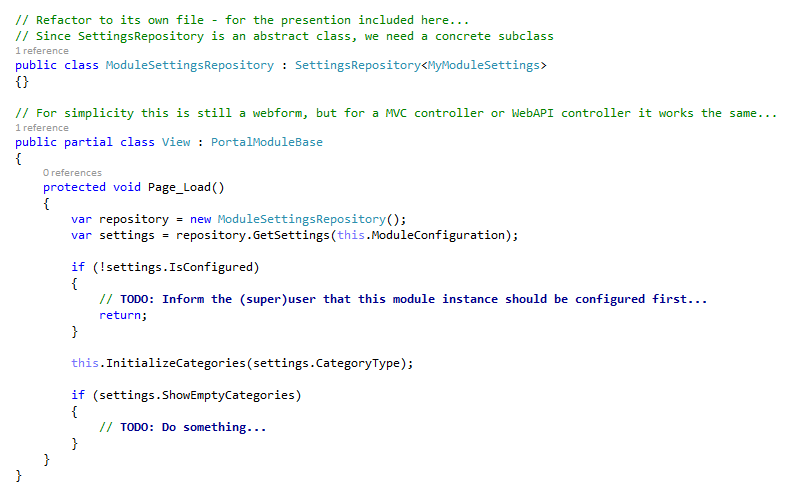 // Refactor to its own file - for the presention included here...
// Since SettingsRepository is an abstract class, we need a concrete subclass
1 reference
public class ModuleSettingsRepository : SettingsRepository<MyModuleSettings>
{}
// For simplicity this is still a webform, but for a MVC controller or WebAPI controller it works the same...
1 reference
public partial class View : PortalModuleBase
{
0 references
protected void Page_Load()
{
var repository = new ModuleSettingsRepository();
var settings = repository.GetSettings(this.ModuleConfiguration);
if (!settings.IsConfigured)
{
// TODO: Inform the (super)user that this module instance should be configured first...
return;
}
this.InitializeCategories(settings.CategoryType);
if (settings.ShowEmptyCategories)
{
// TODO: Do something...
}
}
}